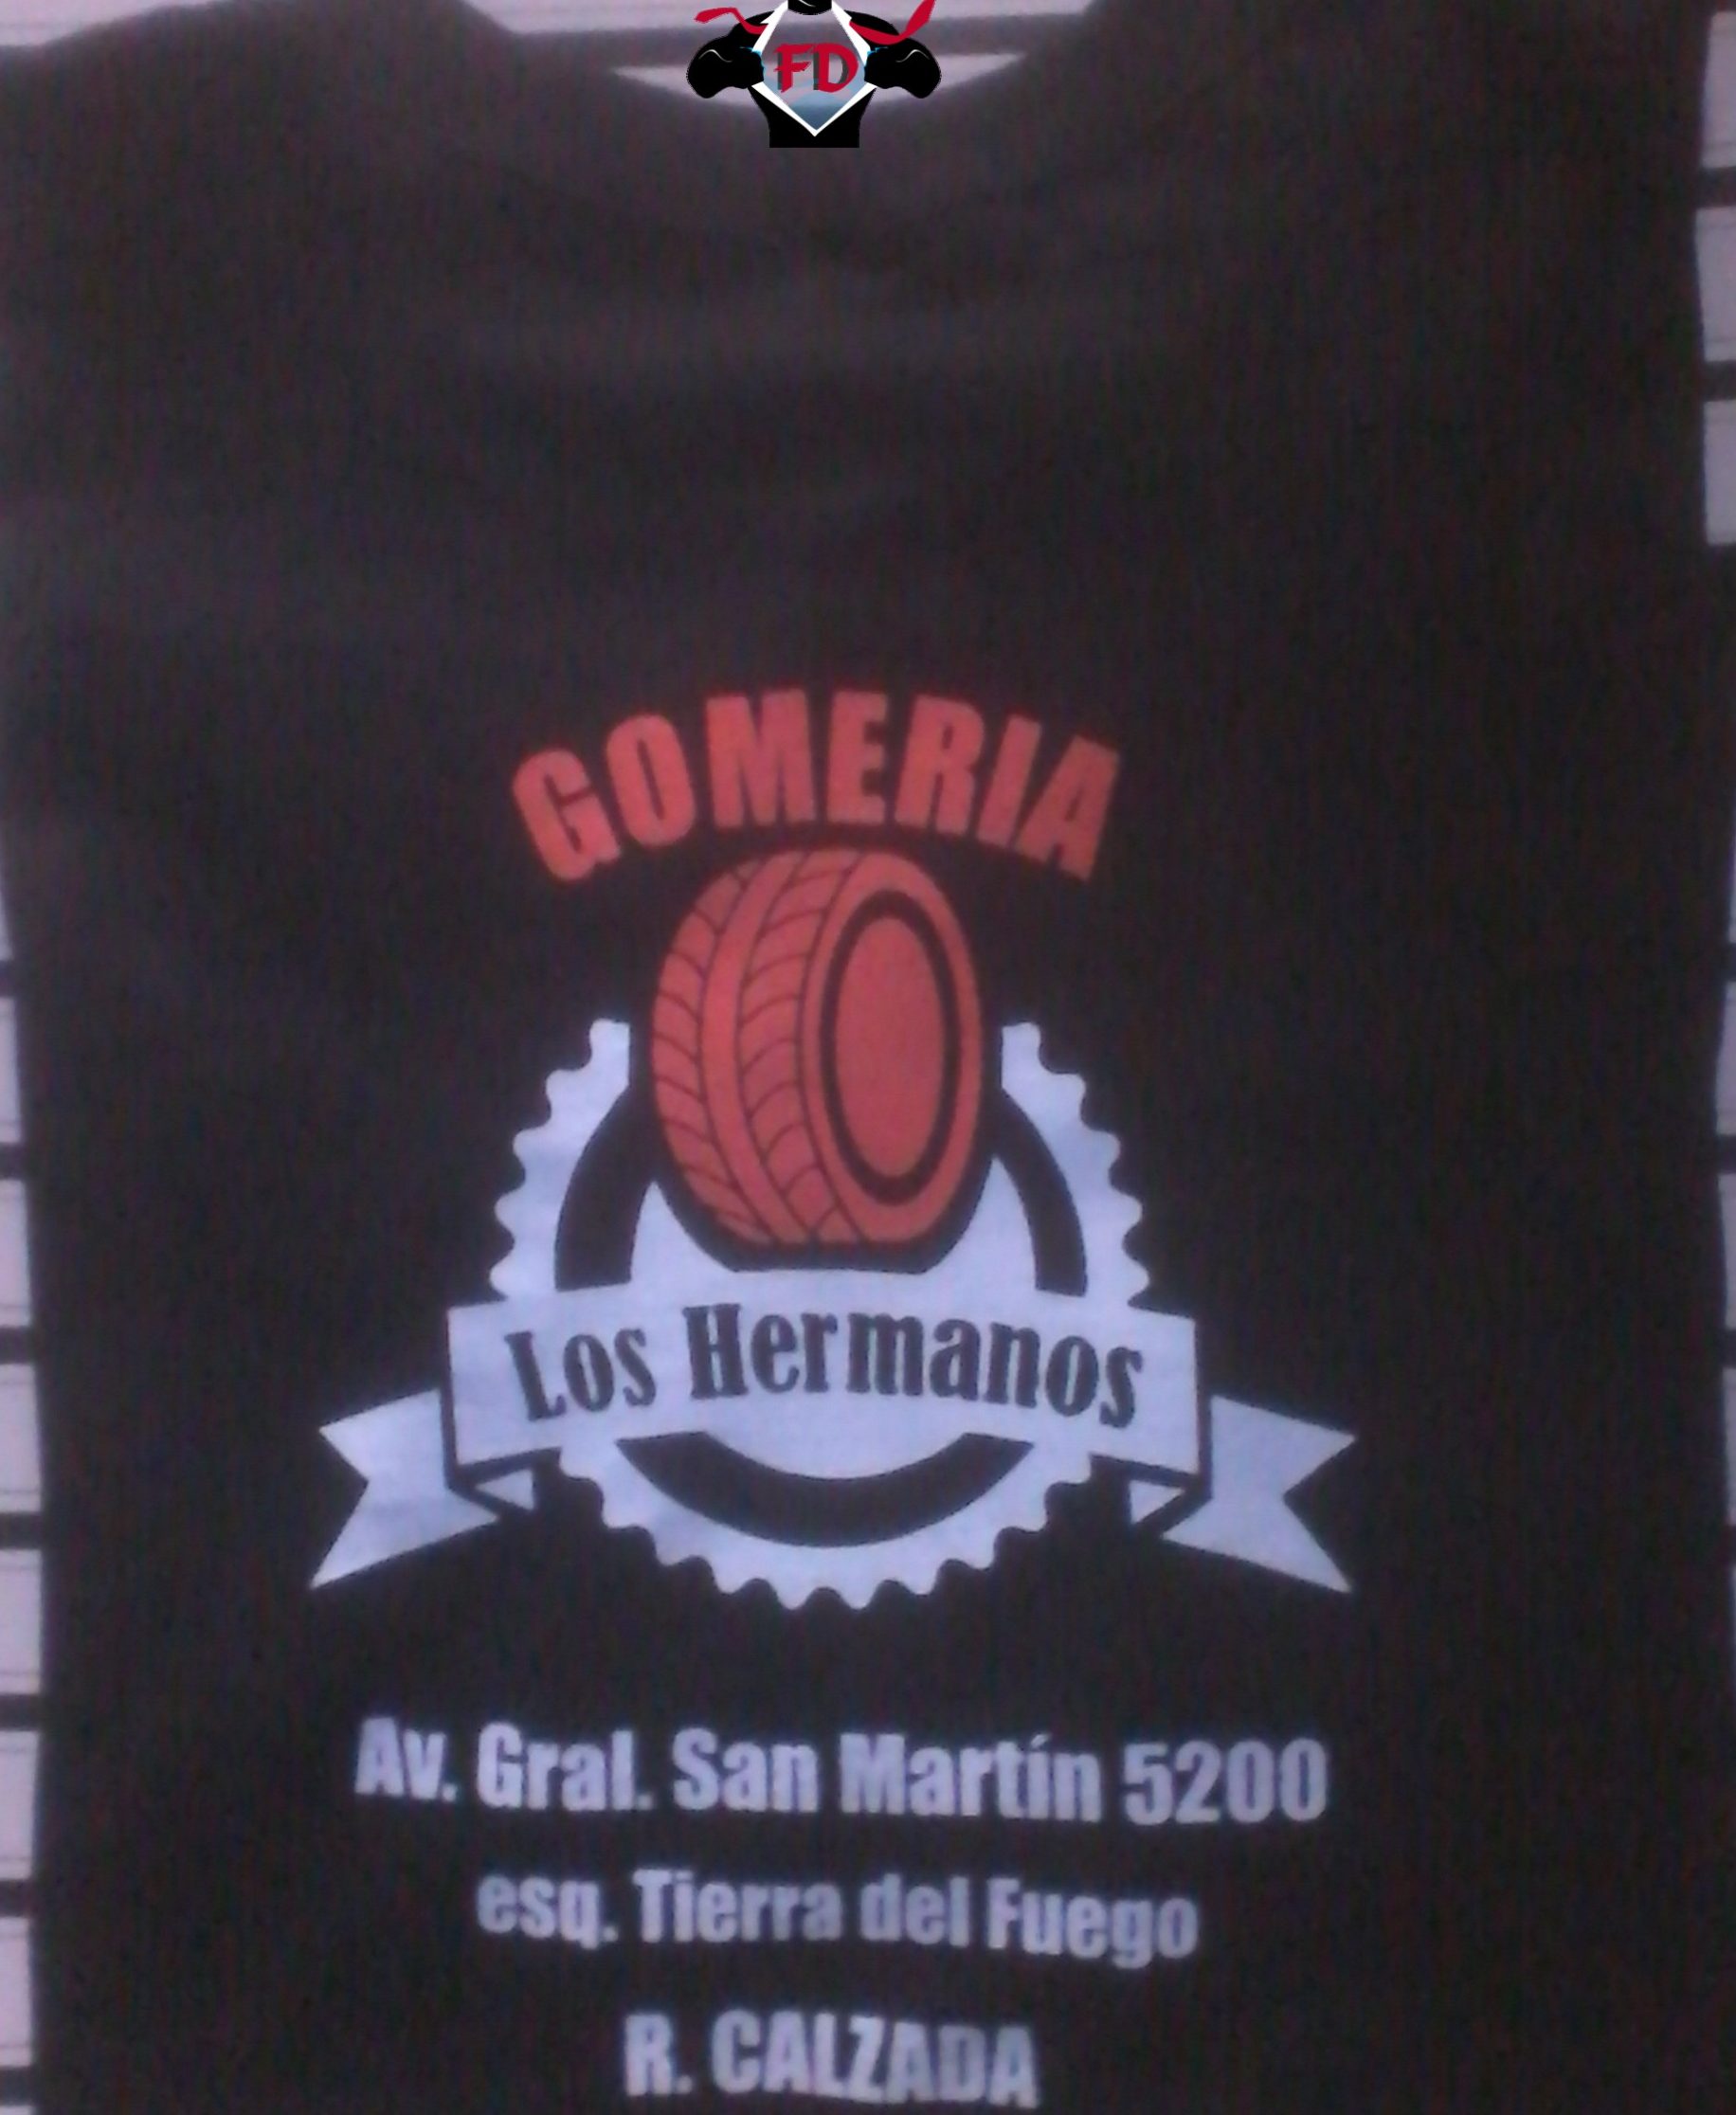 FD
GOMERIA
Los Hermanos
Av. Gral. San Martín 5200
esq. Tierra del Fuego
R. CALZADA